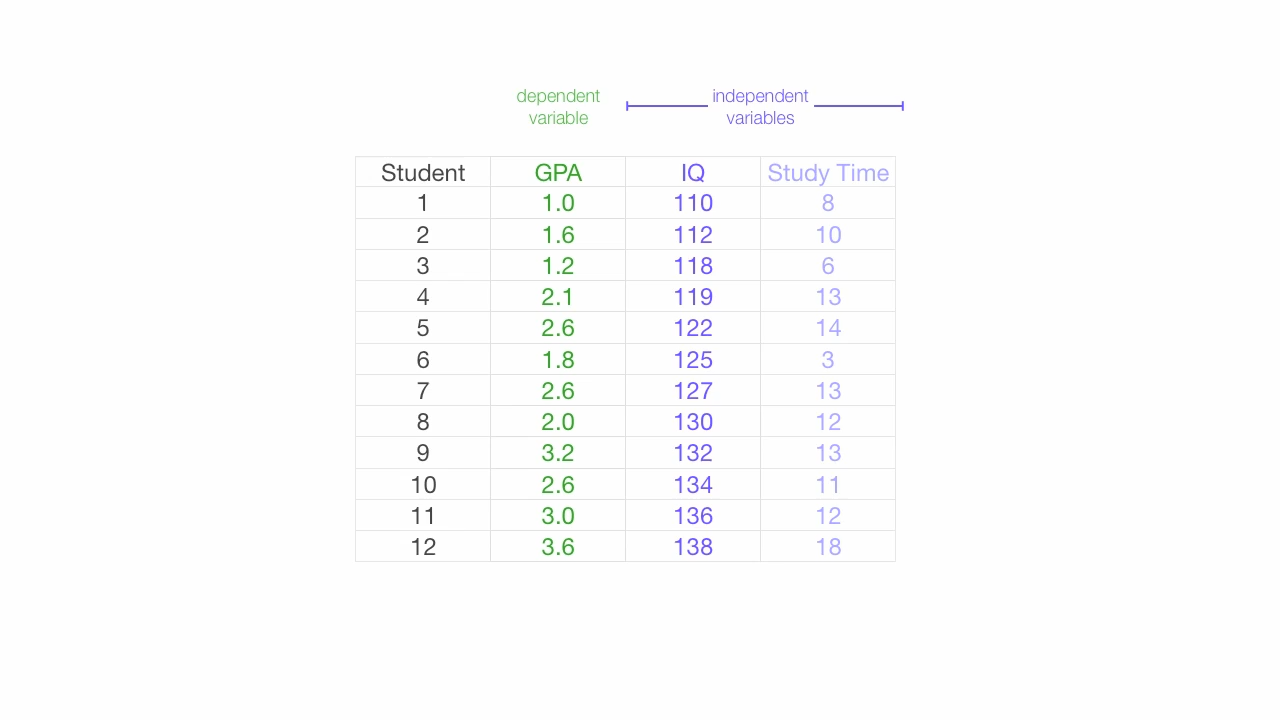 dependent
variable
independent
variables
Student GPA IQ Study Time
1 1.0 110 8
2 1.6 112 10
3 1.2 118 6
4 2.1 119 13
5 2.6 122 14
6 1.8 125 3
7 2.6 127 13
8 2.0 130 12
9 3.2 132 13
10 2.6 134 11
11 3.0 136 12
12 3.6 138 18